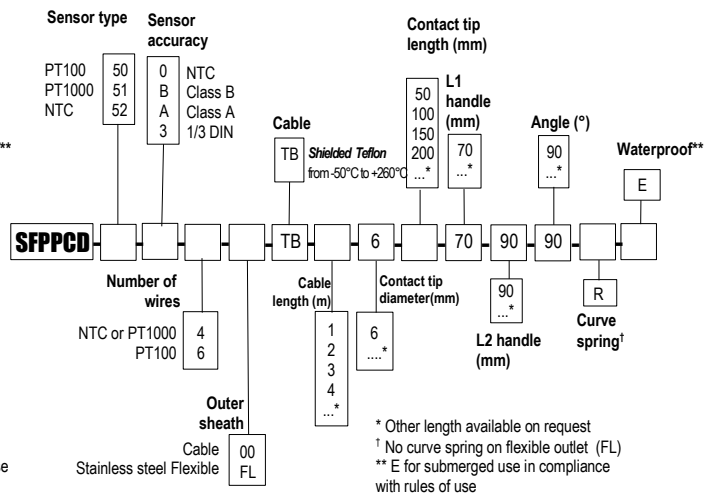 Sensor type
Sensor accuracy
PT100 50
PT1000 51
NTC 52
0 NTC
B Class B
A Class A
3 1/3 DIN
Cable
TB Shielded Teflon
from -50°C to +260°C
Contact tip
length (mm)
50
100
150
200
...*
L1
handle
(mm)
70
...*
Angle (°)
90
...*
Waterproof**
E
**
SFPPCD - - - - - TB - - 6 - - 70 - 90 - 90 - -
Number of
wires
NTC or PT1000 4
PT100 6
Outer
sheath
Cable 00
Stainless steel Flexible FL
Cable
length (m)
1
2
3
4
...*
Contact tip
diameter(mm)
6
....*
90
...*
L2 handle
(mm)
R
Curve
spring†
* Other length available on request
† No curve spring on flexible outlet (FL)
** E for submerged use in compliance
with rules of use
se